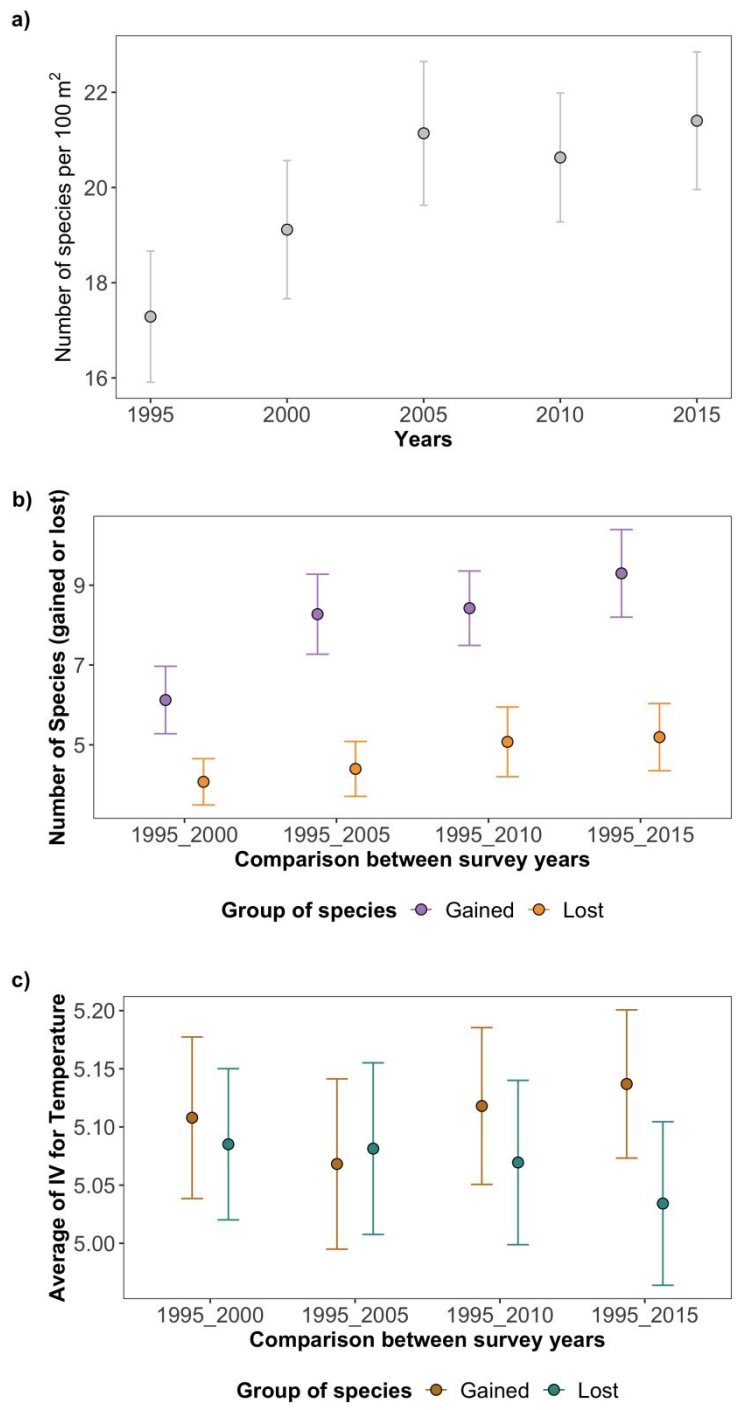 a)
Number of species per 100 m²
22
20
18
16
1995 2000 2005 2010 2015
Years
b)
Number of Species (gained or lost)
9
7
5
1995_2000 1995_2005 1995_2010 1995_2015
Comparison between survey years
Group of species Gained Lost
c)
Average of IV for Temperature
5.20
5.15
5.10
5.05
5.00
1995_2000 1995_2005 1995_2010 1995_2015
Comparison between survey years
Group of species Gained Lost